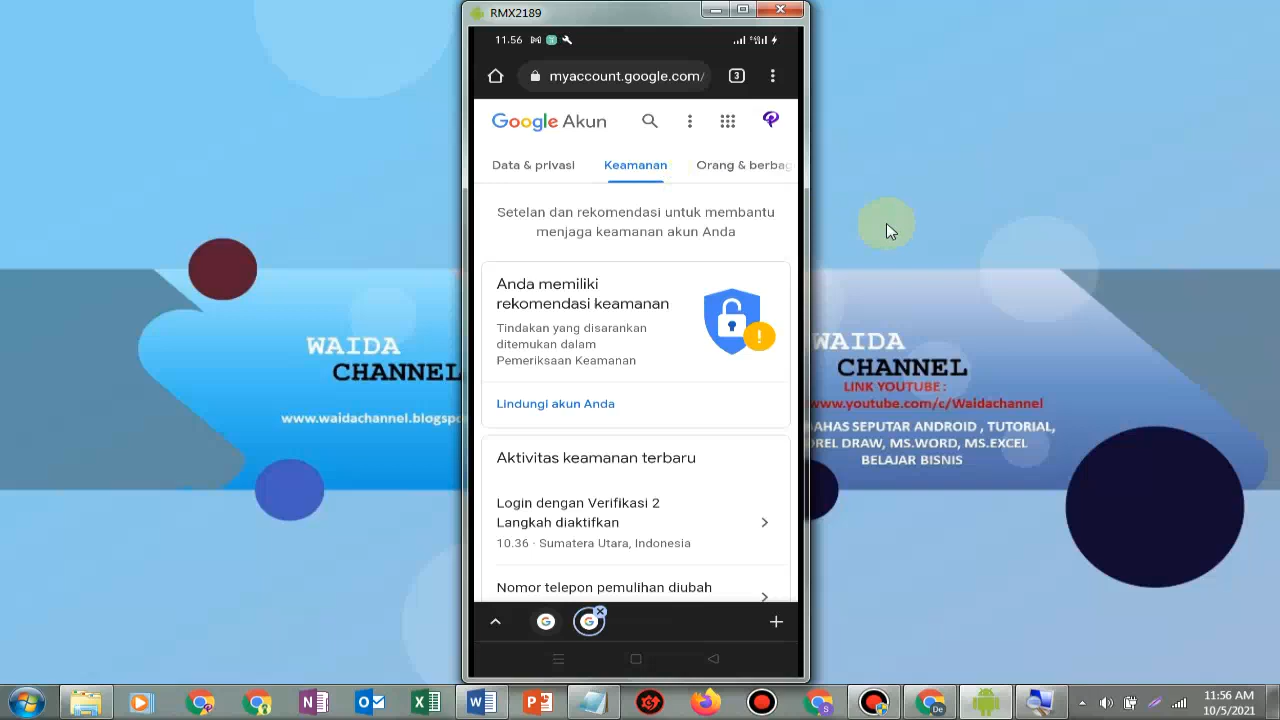 RMX2189
11.56
myaccount.google.com/
3
Google Akun
Data & privasi
Keamanan
Orang & berbag
Setelan dan rekomendasi untuk membantu
menjaga keamanan akun Anda
Anda memiliki
rekomendasi keamanan
Tindakan yang disarankan
ditemukan dalam
Pemeriksaan Keamanan
Lindungi akun Anda
Aktivitas keamanan terbaru
Login dengan Verifikasi 2
Langkah diaktifkan
10.36 · Sumatera Utara, Indonesia
Nomor telepon pemulihan diubah
WAIDA
CHANNEL
www.waidachannel.blogspo
WAIDA
CHANNEL
LINK YOUTUBE :
www.youtube.com/c/Waidachannel
AHAS SEPUTAR ANDROID , TUTORIAL,
OREL DRAW, MS.WORD, MS.EXCEL
BELAJAR BISNIS
11:56 AM
10/5/2021